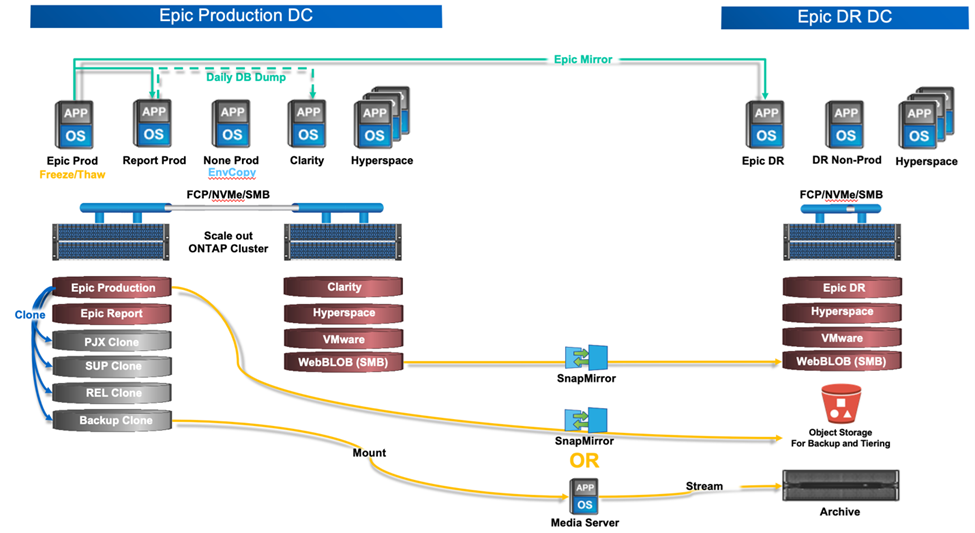 Epic Production DC
Epic DR DC
Epic Mirror
Daily DB Dump
APP
OS
APP
OS
APP
OS
APP
OS
APP
OS
APP
OS
APP
OS
APP
OS
Epic Prod
Freeze/Thaw
Report Prod
None Prod
EnvCopy
Clarity
Hyperspace
Epic DR
DR Non-Prod
Hyperspace
FCP/NVMe/SMB
FCP/NVMe/SMB
Scale out
ONTAP Cluster
Clone
Epic Production
Epic Report
PJX Clone
SUP Clone
REL Clone
Backup Clone
Clarity
Hyperspace
VMware
WebBLOB (SMB)
Epic DR
Hyperspace
VMware
WebBLOB (SMB)
SnapMirror
SnapMirror
OR
Object Storage
For Backup and Tiering
Mount
APP
OS
Media Server
Stream
Archive